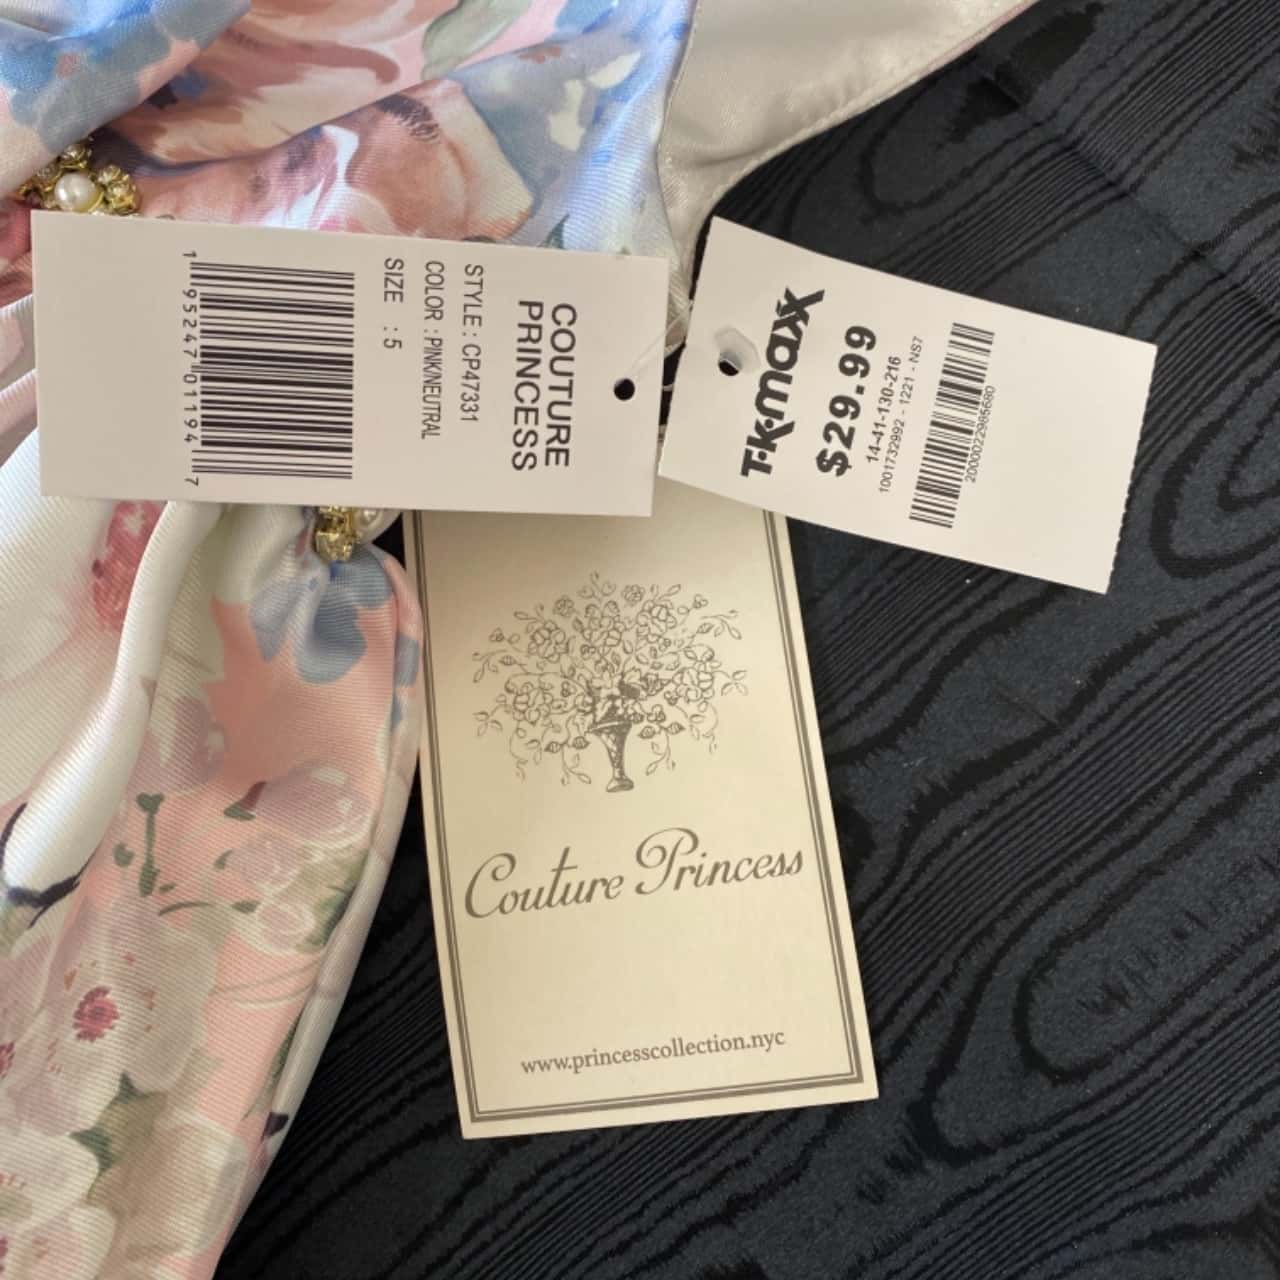 COUTURE
PRINCESS
STYLE : CP47331
COLOR : PINK/NEUTRAL
SIZE : 5
1 95247 01194 7
T·K·maxx
$29.99
14-41-130-216
1001732992 - 1221 - NS7
2000022985680
Couture Princess
www.princesscollection.nyc